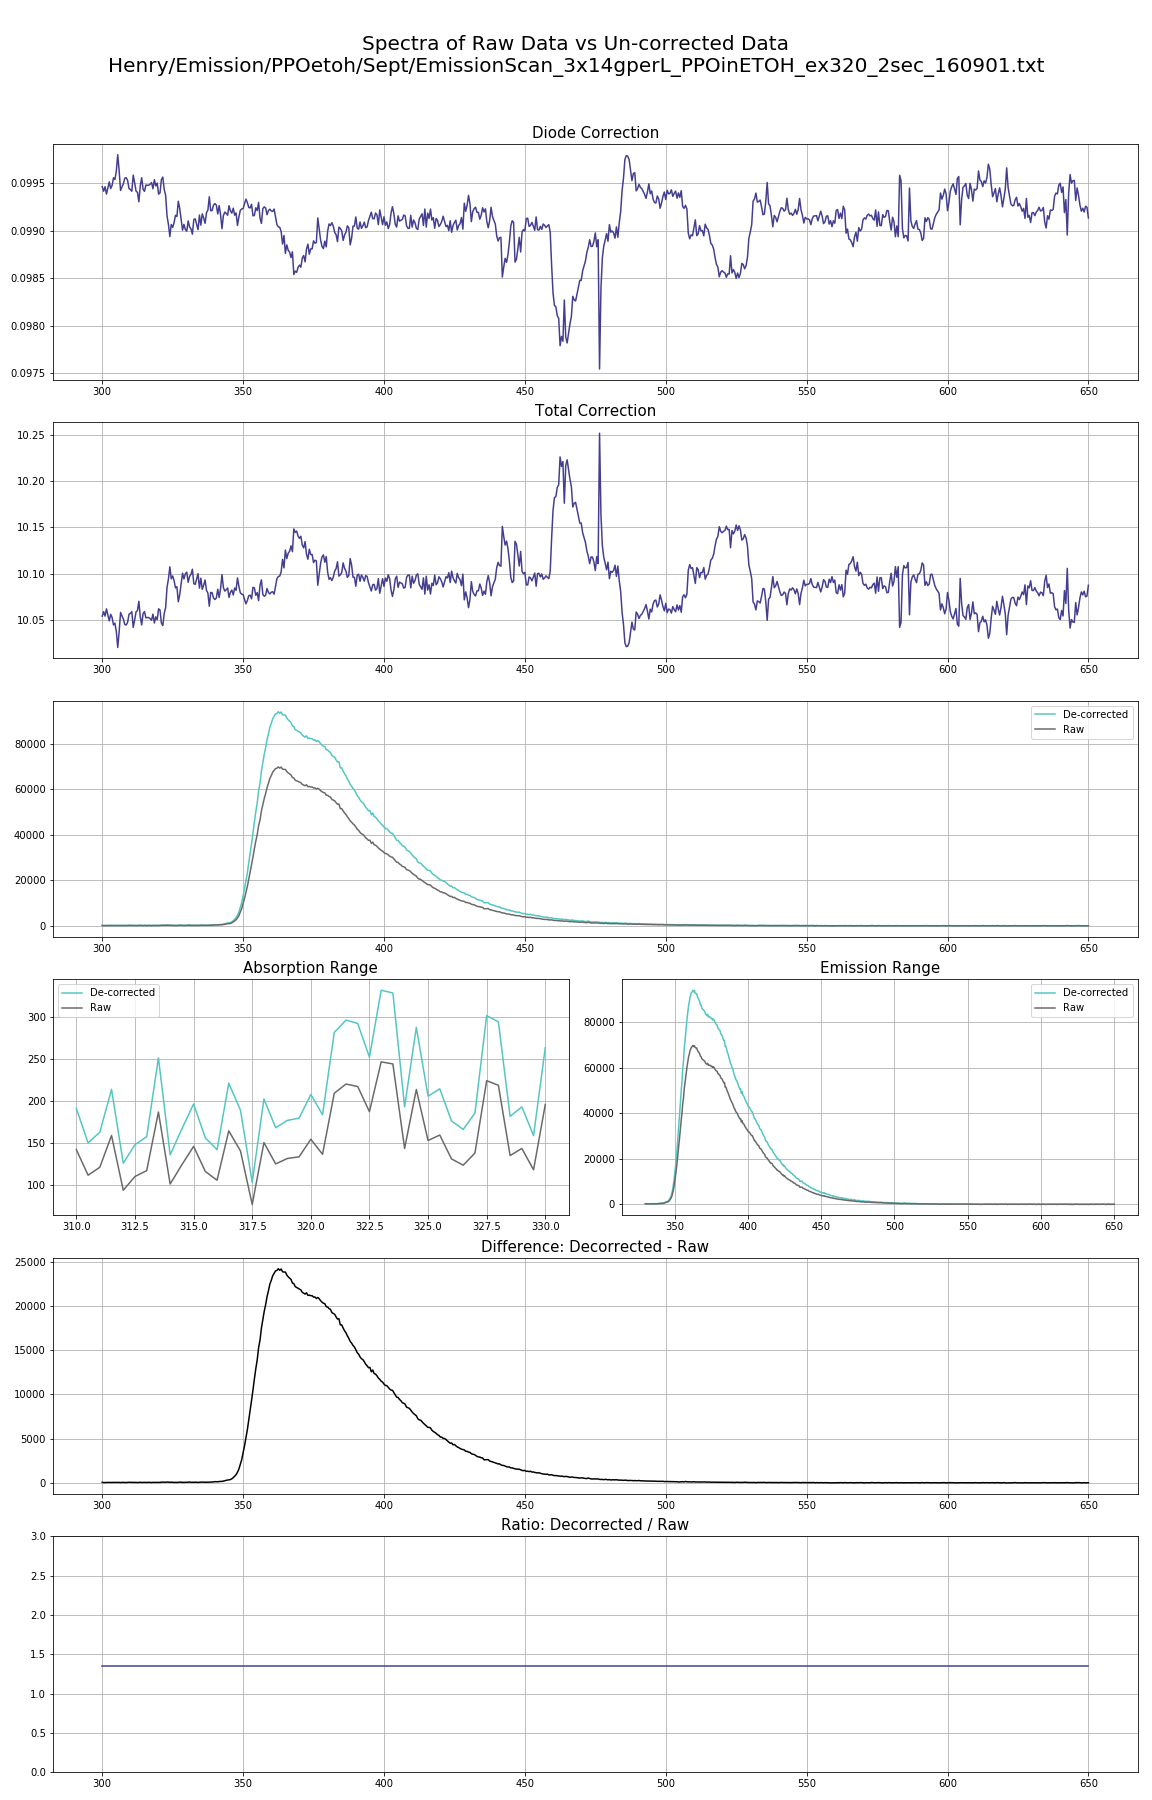 Spectra of Raw Data vs Un-corrected Data
Henry/Emission/PPOetoh/Sept/EmissionScan_3x14gperL_PPOinETOH_ex320_2sec_160901.txt
Diode Correction
0.0995
0.0990
0.0985
0.0980
0.0975
300 350 400 450 500 550 600 650
Total Correction
10.25
10.20
10.15
10.10
10.05
300 350 400 450 500 550 600 650
De-corrected
Raw
80000
60000
40000
20000
0
300 350 400 450 500 550 600 650
Absorption Range
De-corrected
Raw
300
250
200
150
100
310.0 312.5 315.0 317.5 320.0 322.5 325.0 327.5 330.0
Emission Range
De-corrected
Raw
80000
60000
40000
20000
0
350 400 450 500 550 600 650
Difference: Decorrected - Raw
25000
20000
15000
10000
5000
0
300 350 400 450 500 550 600 650
Ratio: Decorrected / Raw
3.0
2.5
2.0
1.5
1.0
0.5
0.0
300 350 400 450 500 550 600 650